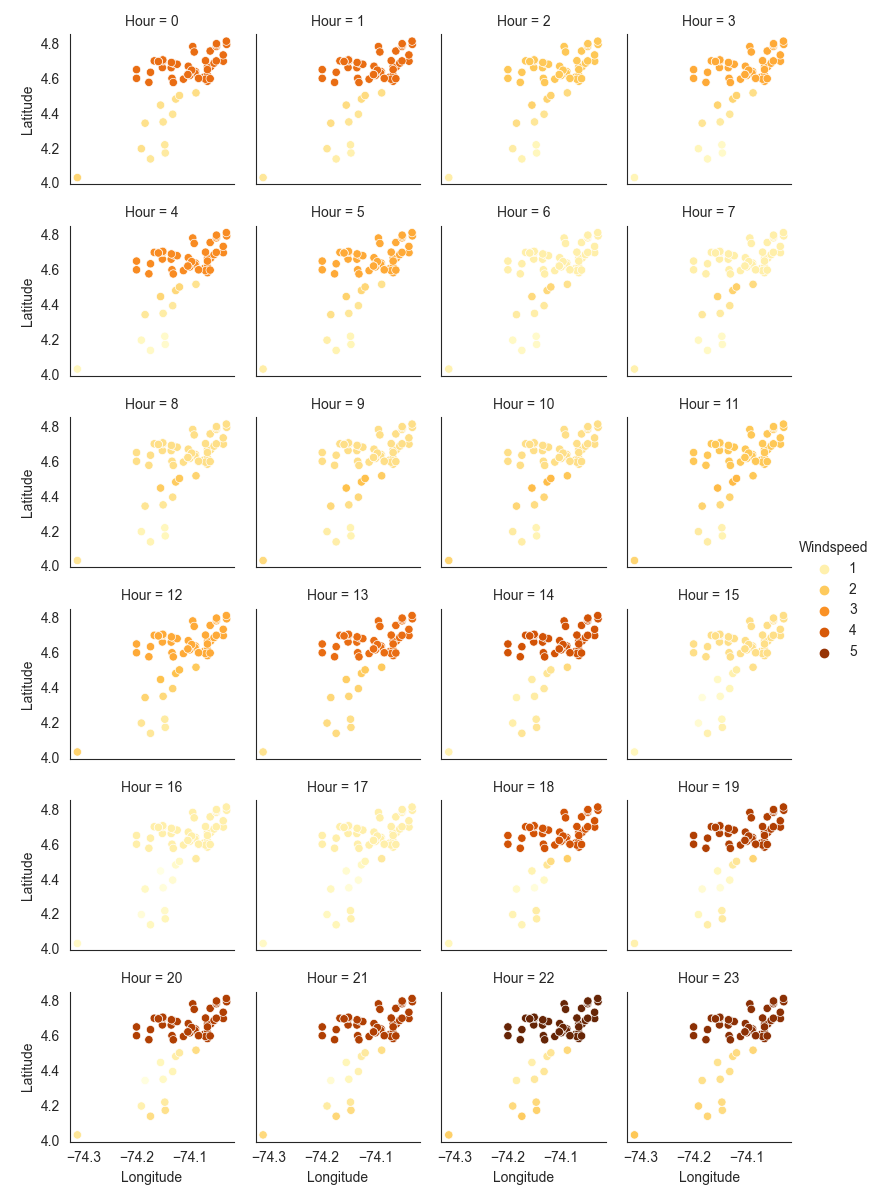 Hour = 0 Hour = 1 Hour = 2 Hour = 3
4.8
4.6
4.4
4.2
4.0
Latitude
Hour = 4 Hour = 5 Hour = 6 Hour = 7
4.8
4.6
4.4
4.2
4.0
Latitude
Hour = 8 Hour = 9 Hour = 10 Hour = 11
4.8
4.6
4.4
4.2
4.0
Latitude
Hour = 12 Hour = 13 Hour = 14 Hour = 15
4.8
4.6
4.4
4.2
4.0
Latitude
Hour = 16 Hour = 17 Hour = 18 Hour = 19
4.8
4.6
4.4
4.2
4.0
Latitude
Hour = 20 Hour = 21 Hour = 22 Hour = 23
4.8
4.6
4.4
4.2
4.0
Latitude
−74.3 −74.2 −74.1 −74.3 −74.2 −74.1 −74.3 −74.2 −74.1 −74.3 −74.2 −74.1
Longitude Longitude Longitude Longitude
Windspeed
1
2
3
4
5